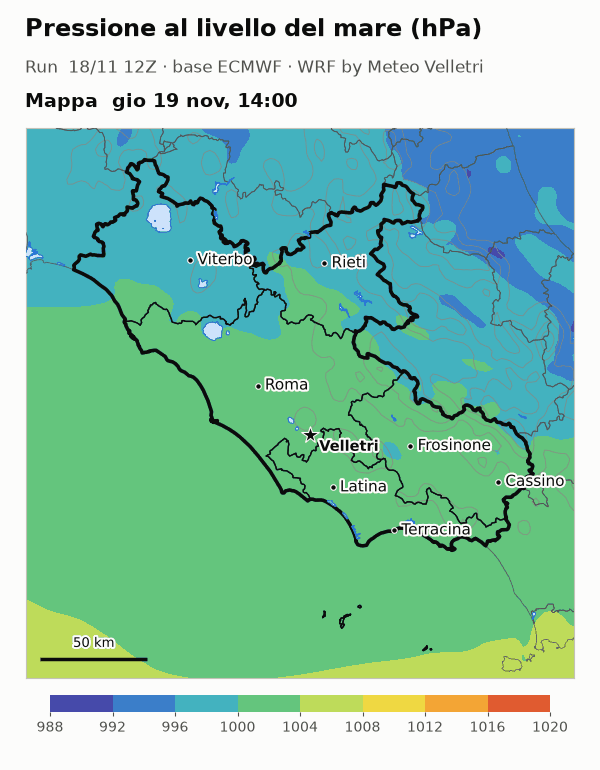 Pressione al livello del mare (hPa)
Run  18/11 12Z · base ECMWF · WRF by Meteo Velletri
Mappa  gio 19 nov, 14:00
Viterbo
Rieti
Roma
Velletri
Frosinone
Latina
Cassino
Terracina
50 km
988 992 996 1000 1004 1008 1012 1016 1020